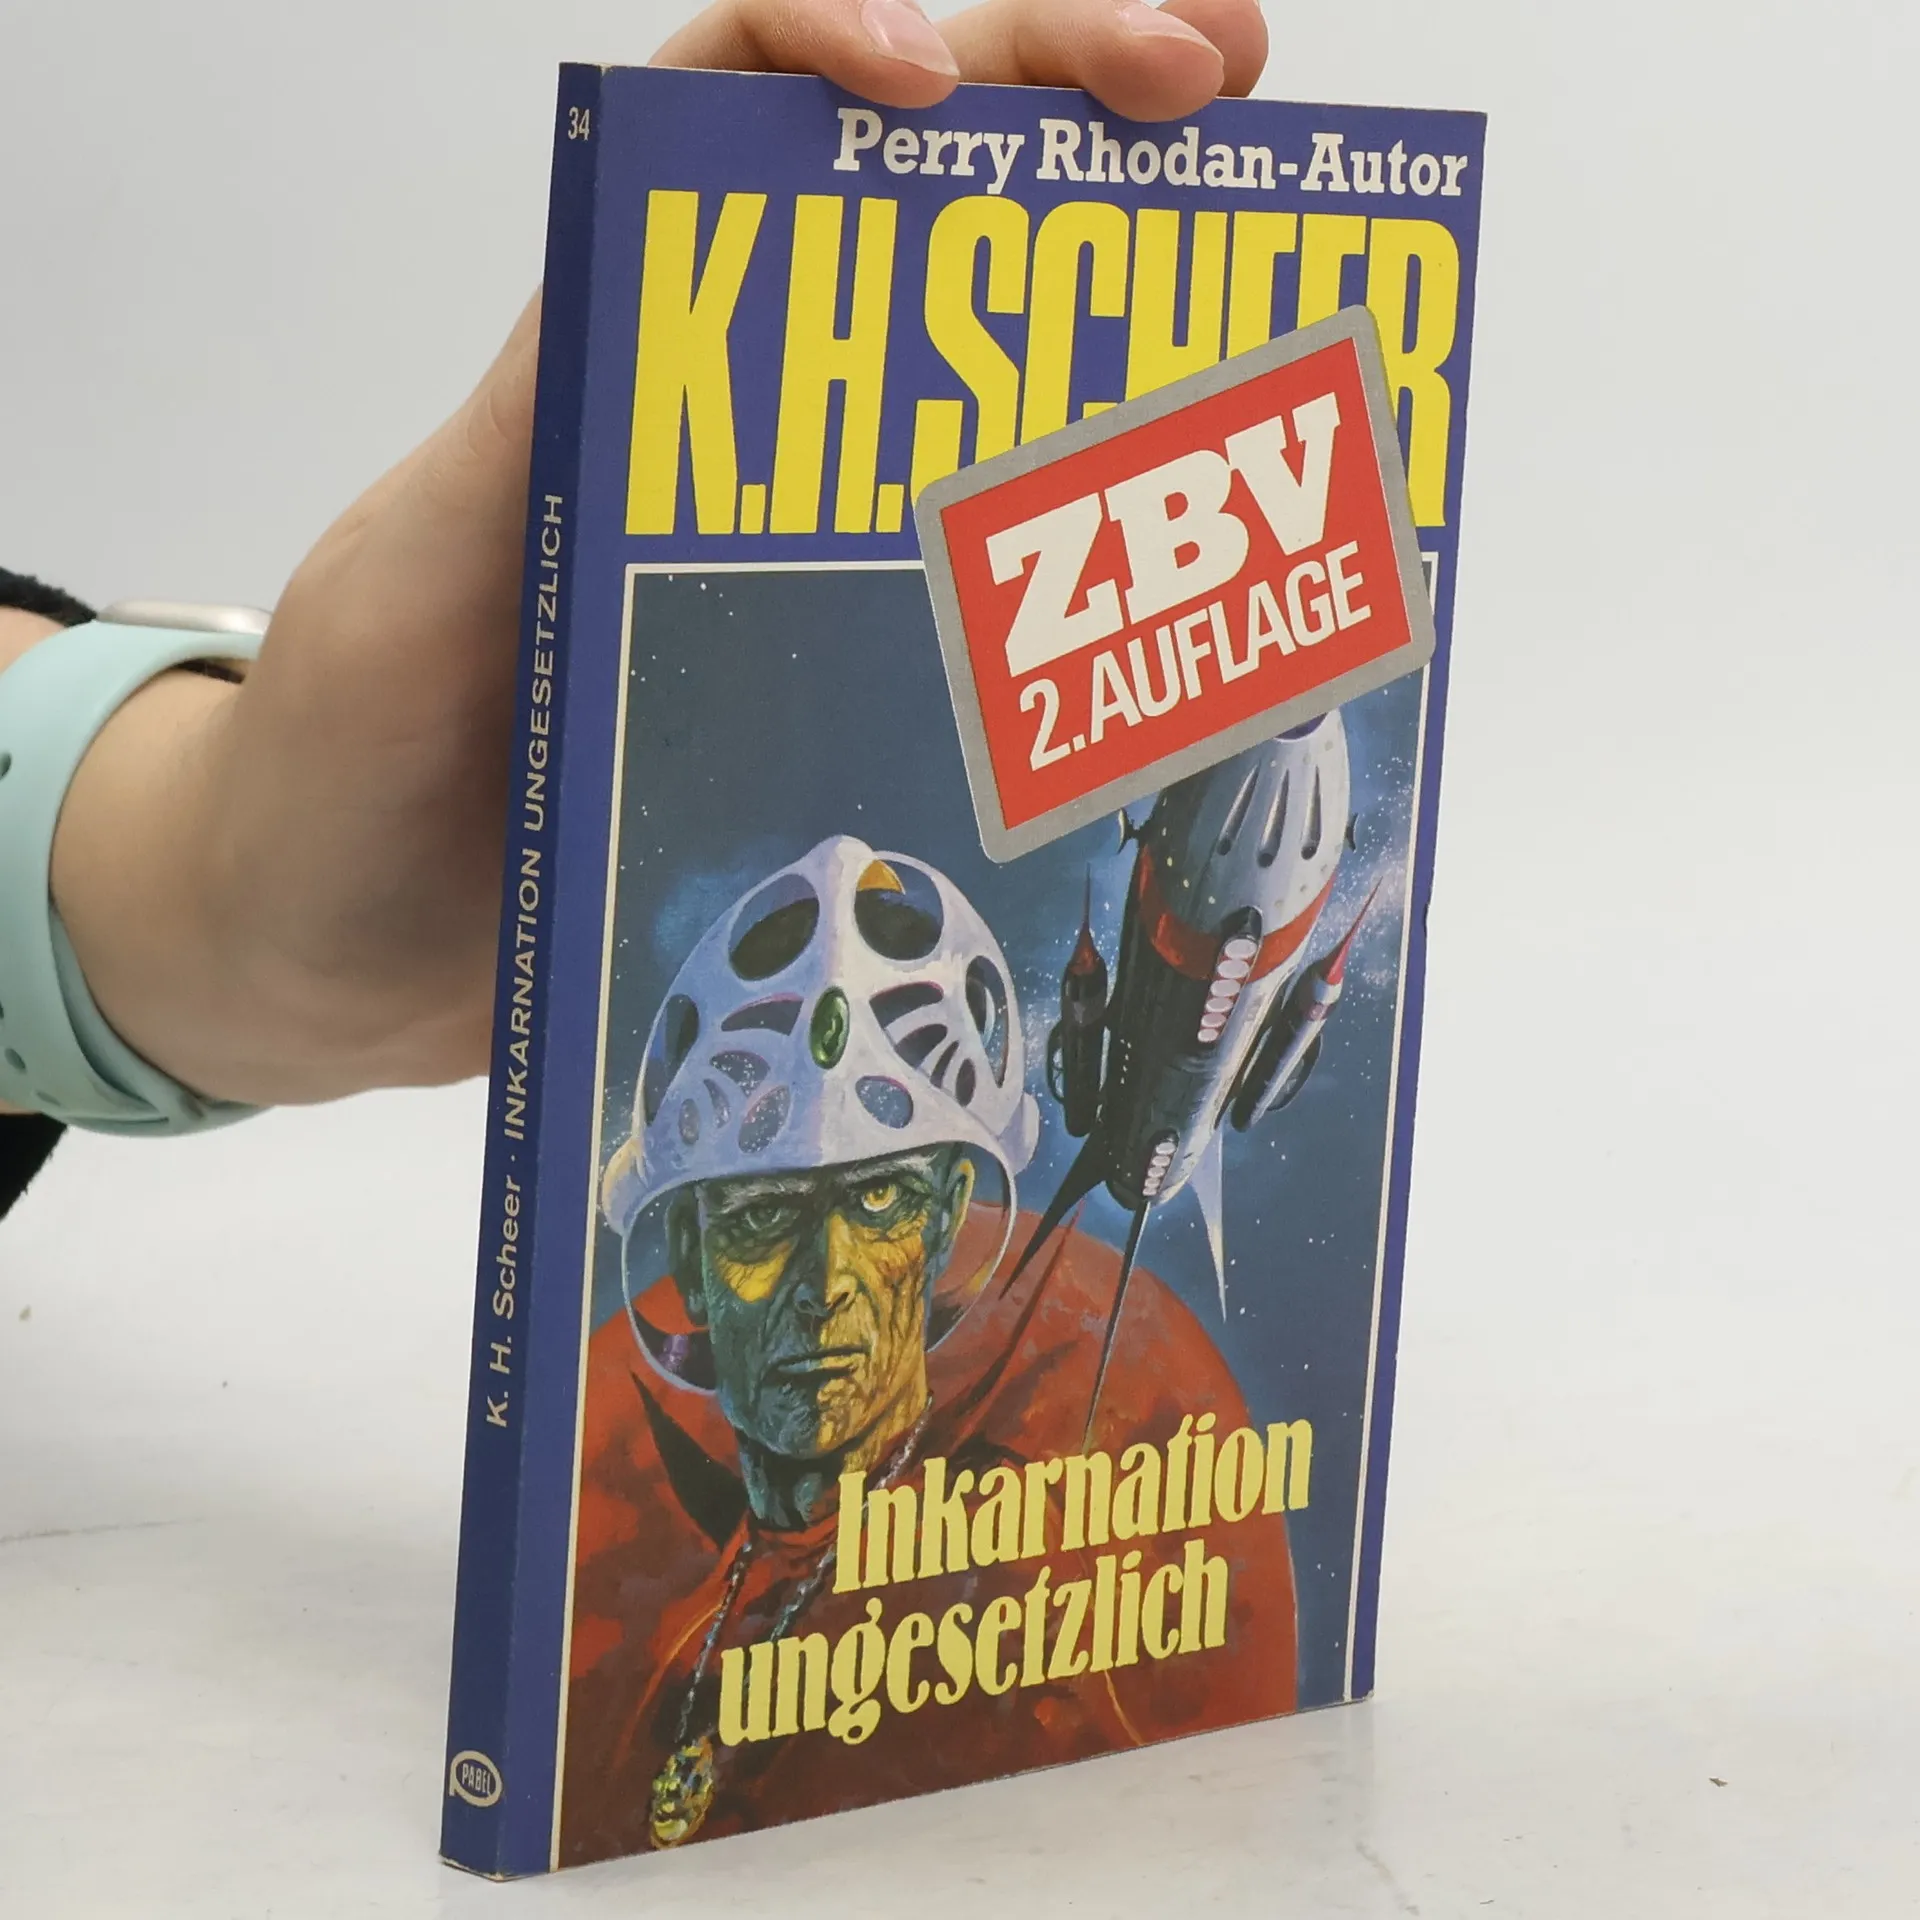 34
Perry Rhodan-Autor
K.H.SCHEER
ZBV
2.AUFLAGE
Inkarnation
ungesetzlich
K. H. Scheer · INKARNATION UNGESETZLICH
PABEL